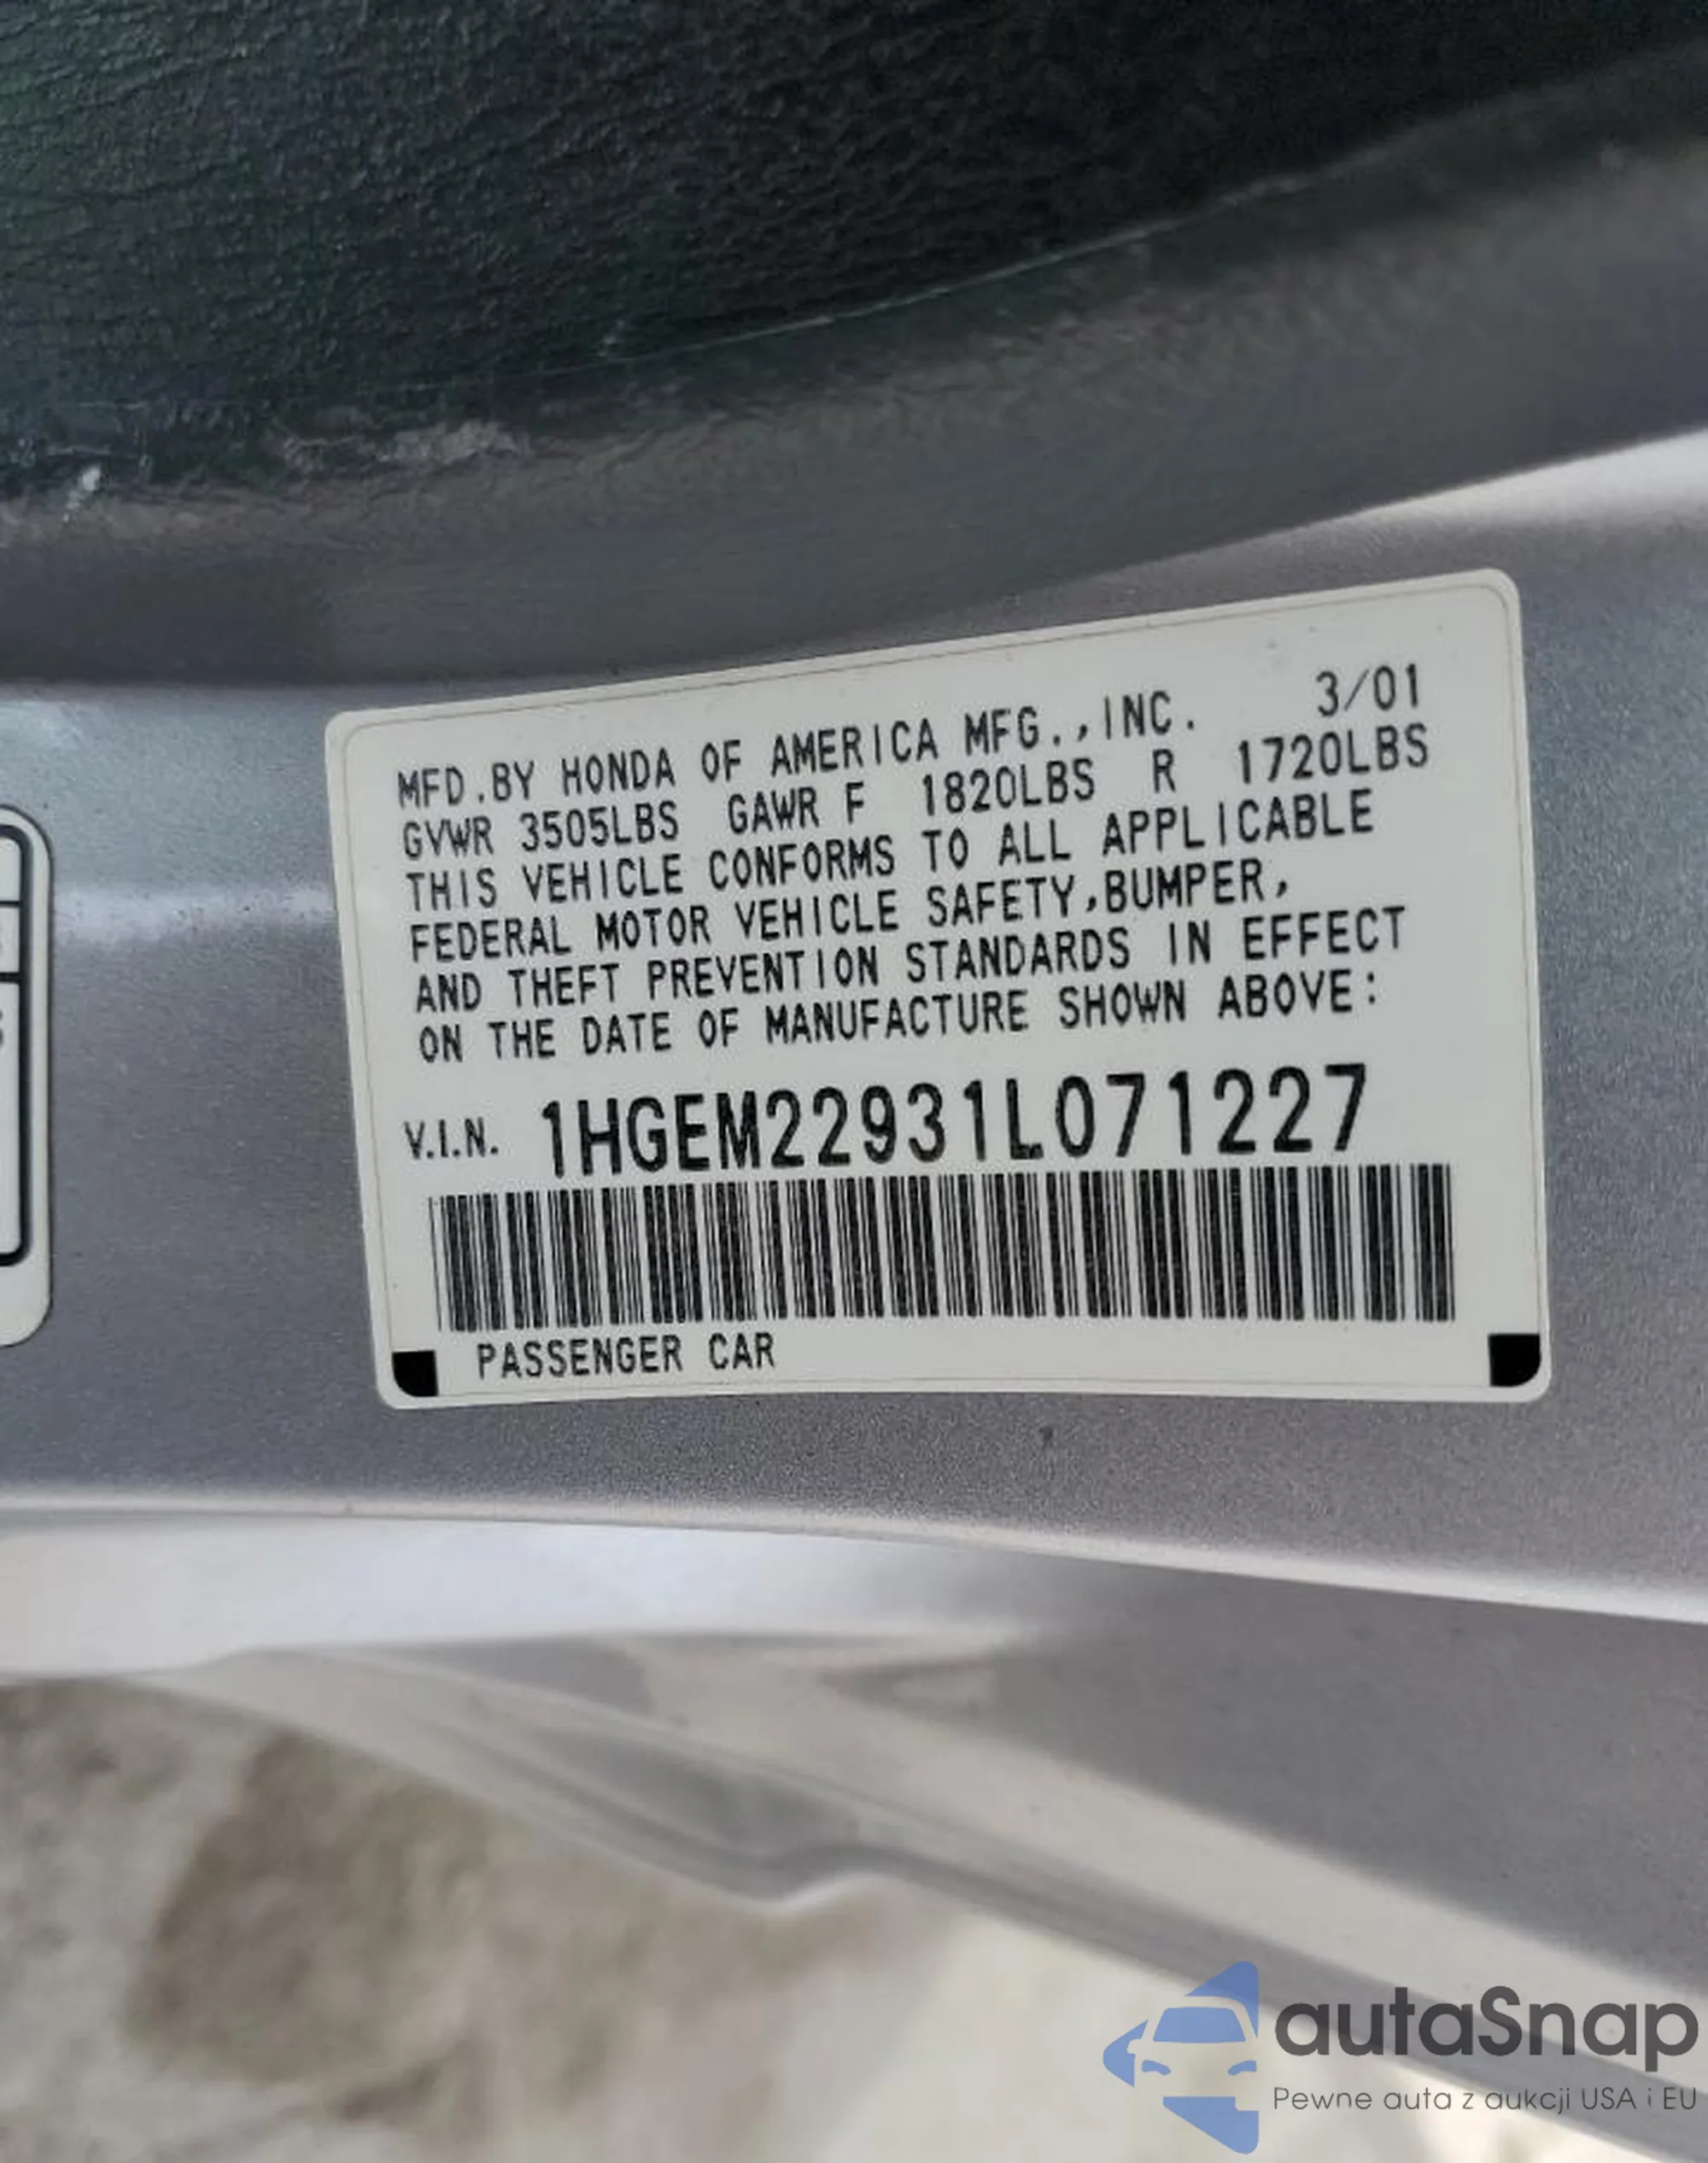 MFD.BY HONDA OF AMERICA MFG.,INC. 3/01
GVWR 3505LBS GAWR F 1820LBS R 1720LBS
THIS VEHICLE CONFORMS TO ALL APPLICABLE
FEDERAL MOTOR VEHICLE SAFETY,BUMPER,
AND THEFT PREVENTION STANDARDS IN EFFECT
ON THE DATE OF MANUFACTURE SHOWN ABOVE:
V.I.N. 1HGEM22931L071227
PASSENGER CAR
autaSnap
Pewne auta z aukcji USA i EU